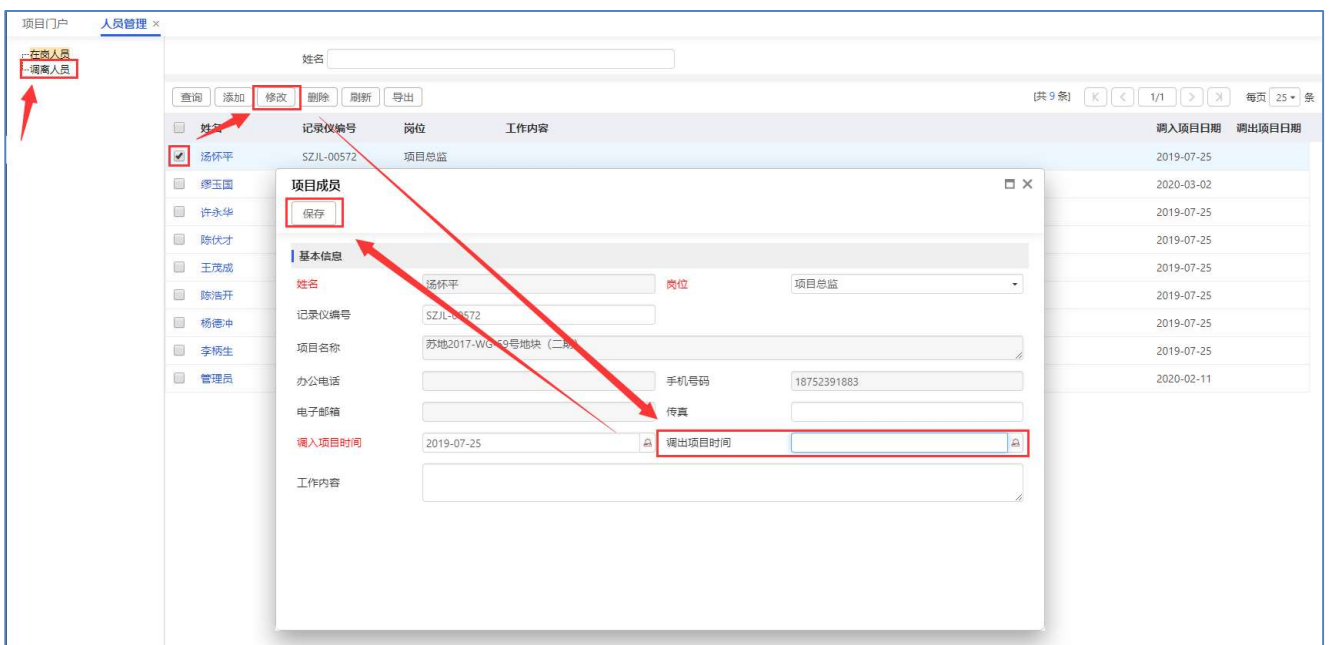 项目门户 人员管理 ×
在岗人员
调离人员
姓名
查询 添加 修改 删除 刷新 导出 [共 9 条] 1/1 每页 25 条
姓名 记录仪编号 岗位 工作内容 调入项目日期 调出项目日期
汤怀平 SZJL-00572 项目总监 2019-07-25
缪玉国 2020-03-02
许永华 2019-07-25
陈伏才 2019-07-25
王茂成 2019-07-25
陈浩开 2019-07-25
杨德冲 2019-07-25
李柄生 2019-07-25
管理员 2020-02-11
项目成员
保存
基本信息
姓名 汤怀平 岗位 项目总监
记录仪编号 SZJL-00572
项目名称 苏地2017-WG-59号地块（二期）
办公电话 手机号码 18752391883
电子邮箱 传真
调入项目时间 2019-07-25 调出项目时间
工作内容